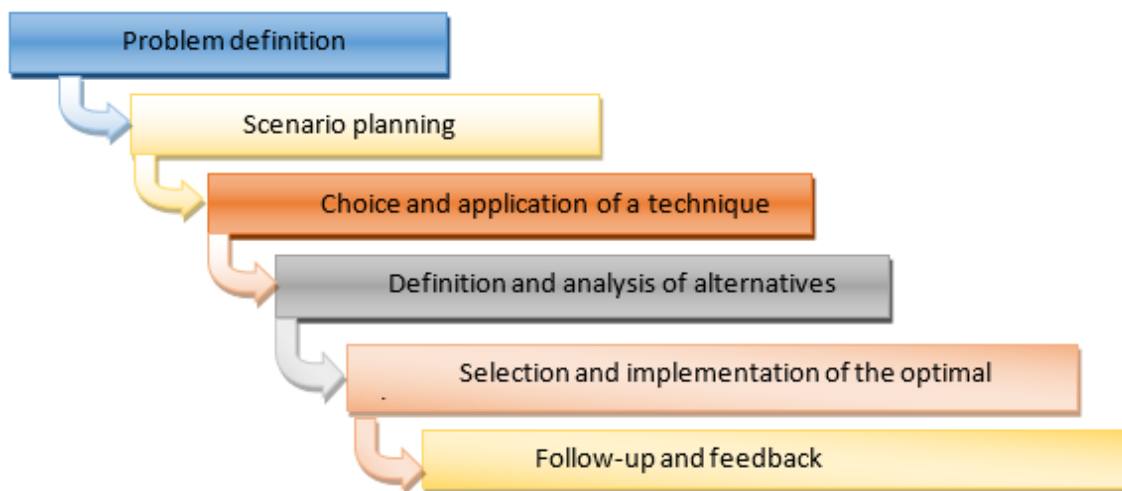 Problem definition
Scenario planning
Choice and application of a technique
Definition and analysis of alternatives
Selection and implementation of the optimal
.
Follow-up and feedback